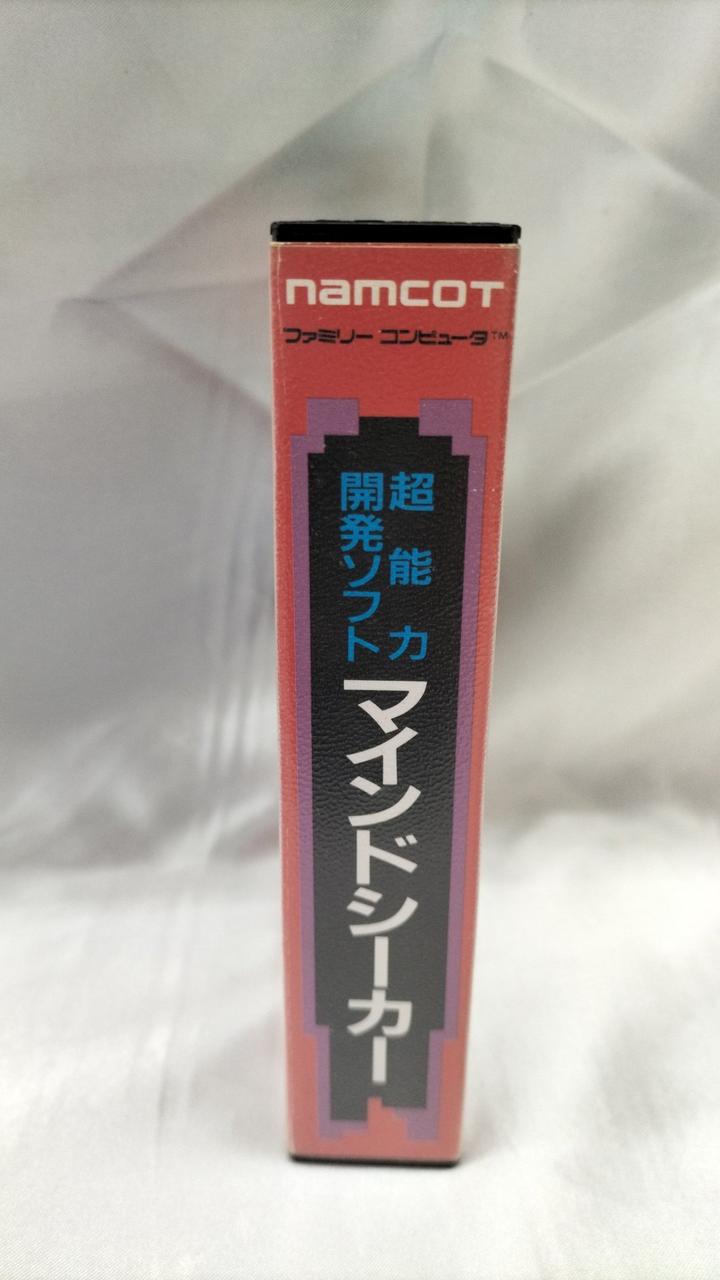 namcoT
ファミリー コンピュータ™
超能力
開発ソフト
マインドシーカー